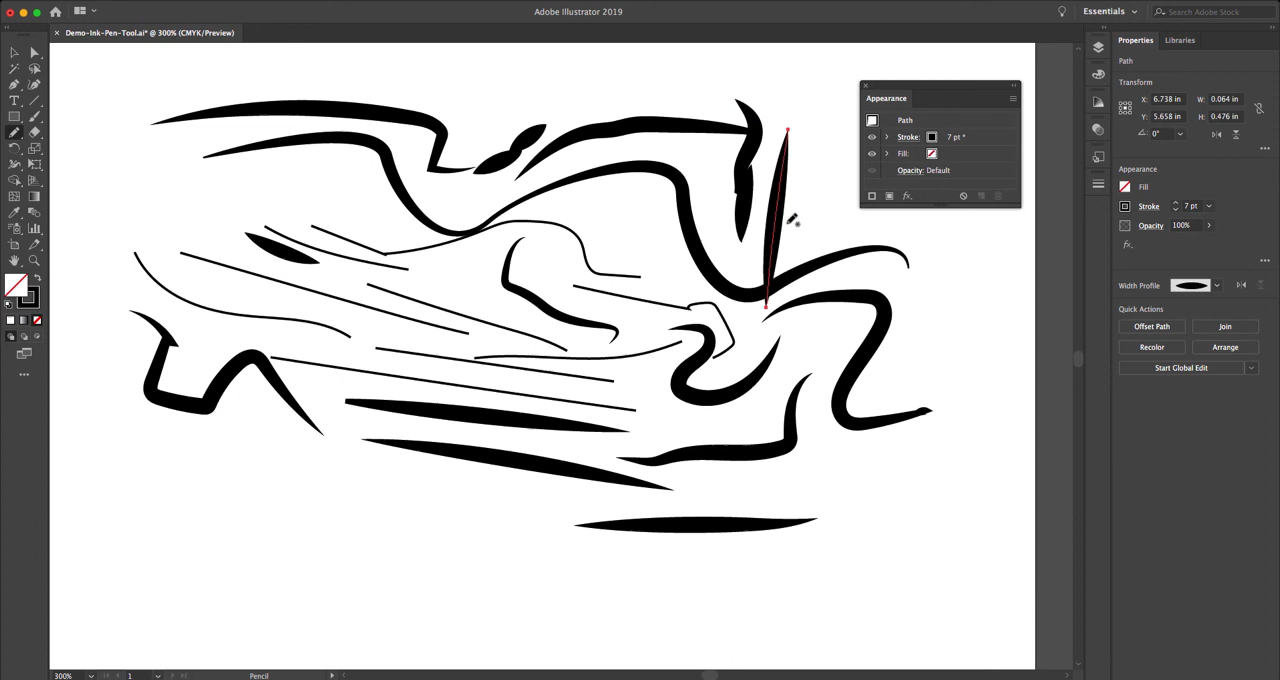 Adobe Illustrator 2019
Essentials
Search Adobe Stock
Demo-Ink-Pen-Tool.ai* @ 300% (CMYK/Preview)
Properties
Libraries
Path
Transform
X: 6.738 in
W: 0.064 in
Y: 5.658 in
H: 0.476 in
0°
Appearance
Fill
Stroke
7 pt
Opacity
100%
fx
Width Profile
Quick Actions
Offset Path
Join
Recolor
Arrange
Start Global Edit
Appearance
Path
Stroke:
7 pt *
Fill:
Opacity: Default
fx
300%
1
Pencil